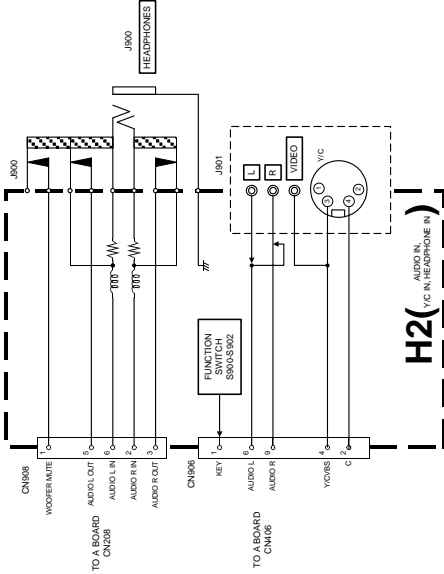 J900
HEADPHONES
J900
CN908
1
WOOFER MUTE
5
AUDIO L OUT
6
AUDIO L IN
2
AUDIO R IN
3
AUDIO R OUT
TO A BOARD
CN208
J901
L
R
VIDEO
Y/C
1
2
3
4
FUNCTION
SWITCH
S900-S902
CN906
1
KEY
6
AUDIO L
9
AUDIO R
4
Y/CVBS
2
C
TO A BOARD
CN406
H2(AUDIO IN,
Y/C IN, HEADPHONE IN)